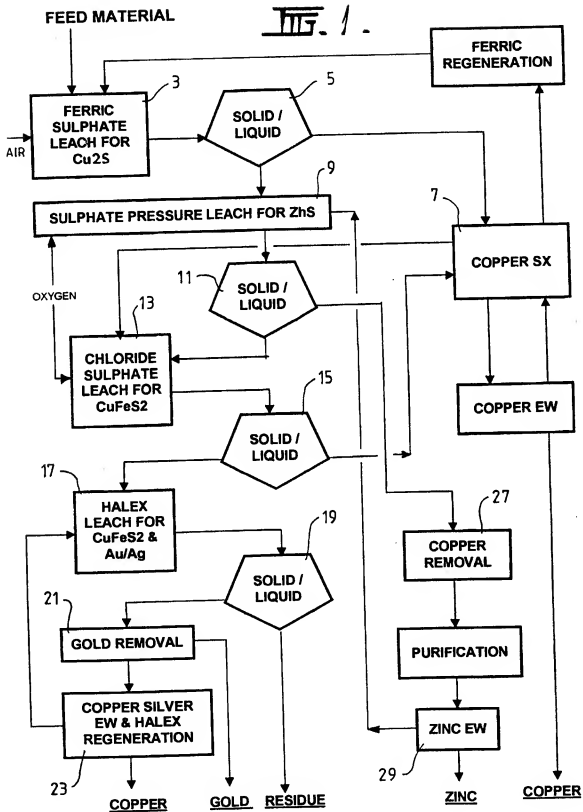 FIG. 1.
FEED MATERIAL
FERRIC
REGENERATION
3
FERRIC
SULPHATE
LEACH FOR
Cu2S
AIR
5
SOLID /
LIQUID
9
SULPHATE PRESSURE LEACH FOR ZhS
7
COPPER SX
11
SOLID /
LIQUID
OXYGEN
13
CHLORIDE
SULPHATE
LEACH FOR
CuFeS2
15
SOLID /
LIQUID
COPPER EW
17
HALEX
LEACH FOR
CuFeS2 &
Au/Ag
19
SOLID /
LIQUID
27
COPPER
REMOVAL
21
GOLD REMOVAL
PURIFICATION
COPPER SILVER
EW & HALEX
REGENERATION
23
ZINC EW
29
COPPER
GOLD
RESIDUE
ZINC
COPPER